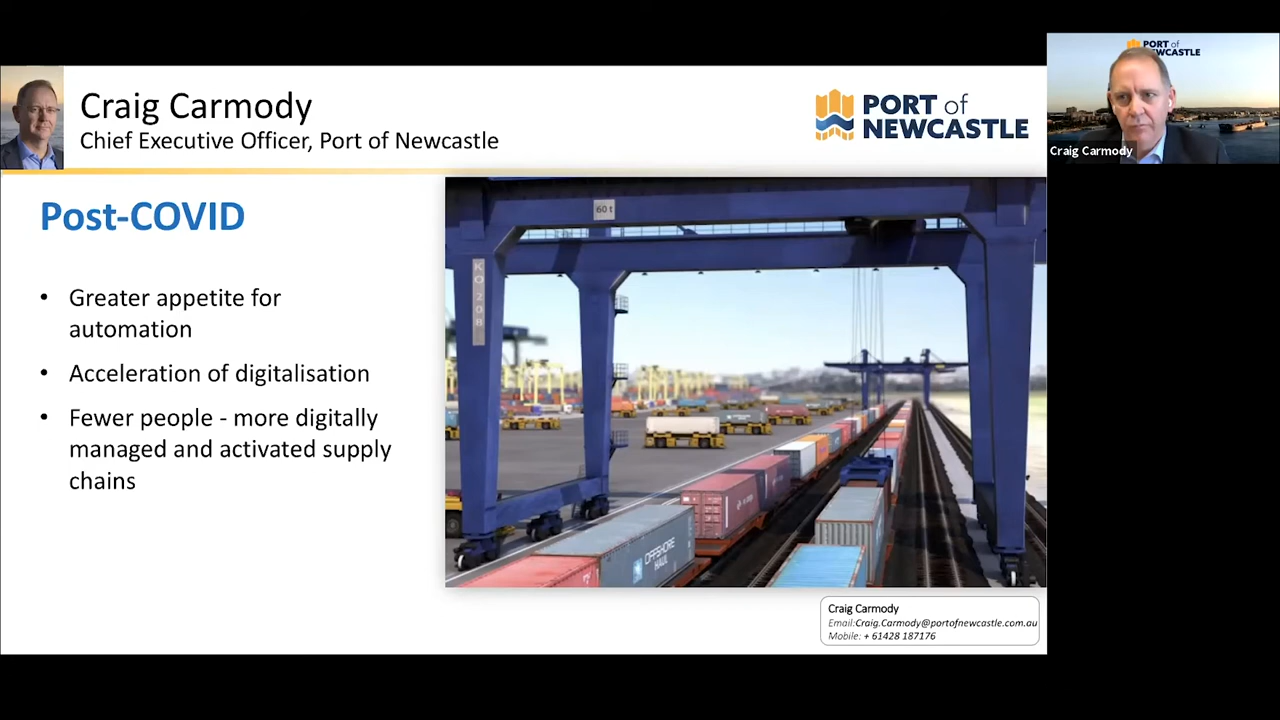 Craig Carmody
Chief Executive Officer, Port of Newcastle
PORT of
NEWCASTLE
PORT of
NEWCASTLE
Craig Carmody
Post-COVID
• Greater appetite for
automation
• Acceleration of digitalisation
• Fewer people - more digitally
managed and activated supply
chains
60 t
OFFSHORE
HAUL
Craig Carmody
Email:Craig.Carmody@portofnewcastle.com.au
Mobile: + 61428 187176